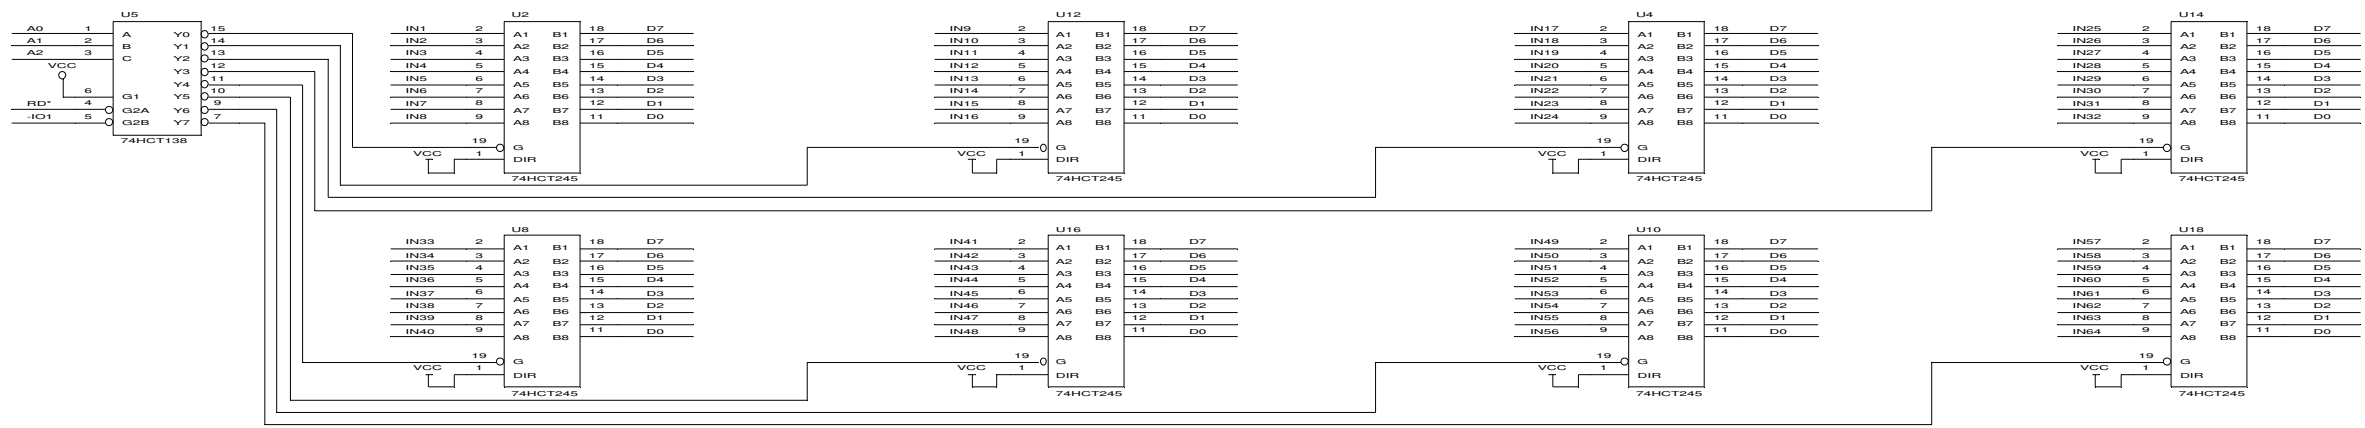 U5
A0 1 A Y0 15
A1 2 B Y1 14
A2 3 C Y2 13
VCC Y3 12
Y4 11
6 G1 Y5 10
RD* 4 G2A Y6 9
-IO1 5 G2B Y7 7
74HCT138
U2
IN1 2 A1 B1 18 D7
IN2 3 A2 B2 17 D6
IN3 4 A3 B3 16 D5
IN4 5 A4 B4 15 D4
IN5 6 A5 B5 14 D3
IN6 7 A6 B6 13 D2
IN7 8 A7 B7 12 D1
IN8 9 A8 B8 11 D0
19 G
VCC 1 DIR
74HCT245
U12
IN9 2 A1 B1 18 D7
IN10 3 A2 B2 17 D6
IN11 4 A3 B3 16 D5
IN12 5 A4 B4 15 D4
IN13 6 A5 B5 14 D3
IN14 7 A6 B6 13 D2
IN15 8 A7 B7 12 D1
IN16 9 A8 B8 11 D0
19 G
VCC 1 DIR
74HCT245
U4
IN17 2 A1 B1 18 D7
IN18 3 A2 B2 17 D6
IN19 4 A3 B3 16 D5
IN20 5 A4 B4 15 D4
IN21 6 A5 B5 14 D3
IN22 7 A6 B6 13 D2
IN23 8 A7 B7 12 D1
IN24 9 A8 B8 11 D0
19 G
VCC 1 DIR
74HCT245
U14
IN25 2 A1 B1 18 D7
IN26 3 A2 B2 17 D6
IN27 4 A3 B3 16 D5
IN28 5 A4 B4 15 D4
IN29 6 A5 B5 14 D3
IN30 7 A6 B6 13 D2
IN31 8 A7 B7 12 D1
IN32 9 A8 B8 11 D0
19 G
VCC 1 DIR
74HCT245
U8
IN33 2 A1 B1 18 D7
IN34 3 A2 B2 17 D6
IN35 4 A3 B3 16 D5
IN36 5 A4 B4 15 D4
IN37 6 A5 B5 14 D3
IN38 7 A6 B6 13 D2
IN39 8 A7 B7 12 D1
IN40 9 A8 B8 11 D0
19 G
VCC 1 DIR
74HCT245
U16
IN41 2 A1 B1 18 D7
IN42 3 A2 B2 17 D6
IN43 4 A3 B3 16 D5
IN44 5 A4 B4 15 D4
IN45 6 A5 B5 14 D3
IN46 7 A6 B6 13 D2
IN47 8 A7 B7 12 D1
IN48 9 A8 B8 11 D0
19 G
VCC 1 DIR
74HCT245
U10
IN49 2 A1 B1 18 D7
IN50 3 A2 B2 17 D6
IN51 4 A3 B3 16 D5
IN52 5 A4 B4 15 D4
IN53 6 A5 B5 14 D3
IN54 7 A6 B6 13 D2
IN55 8 A7 B7 12 D1
IN56 9 A8 B8 11 D0
19 G
VCC 1 DIR
74HCT245
U18
IN57 2 A1 B1 18 D7
IN58 3 A2 B2 17 D6
IN59 4 A3 B3 16 D5
IN60 5 A4 B4 15 D4
IN61 6 A5 B5 14 D3
IN62 7 A6 B6 13 D2
IN63 8 A7 B7 12 D1
IN64 9 A8 B8 11 D0
19 G
VCC 1 DIR
74HCT245